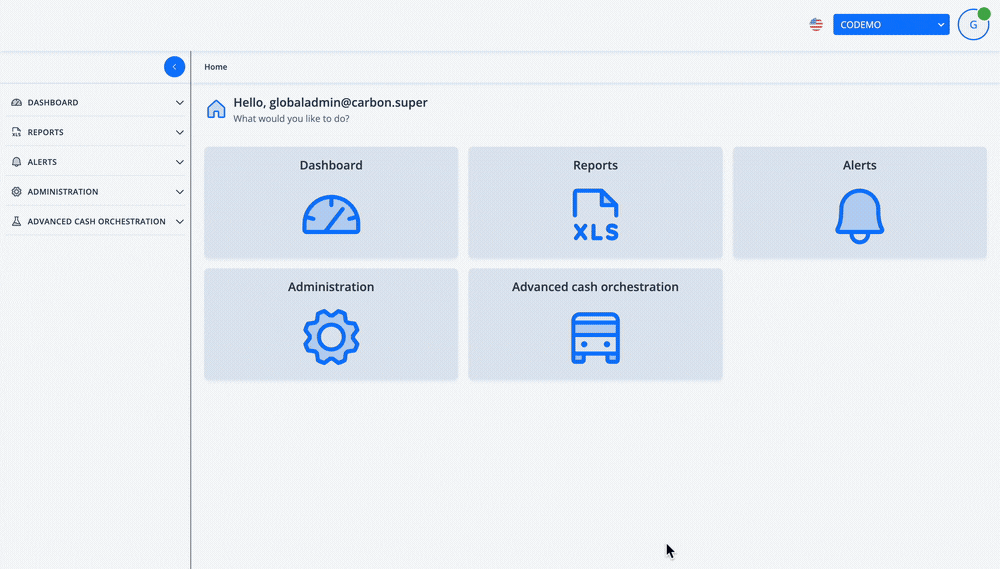 CODEMO
G
Home
DASHBOARD
REPORTS
ALERTS
ADMINISTRATION
ADVANCED CASH ORCHESTRATION
Hello, globaladmin@carbon.super
What would you like to do?
Dashboard
Reports
XLS
Alerts
Administration
Advanced cash orchestration